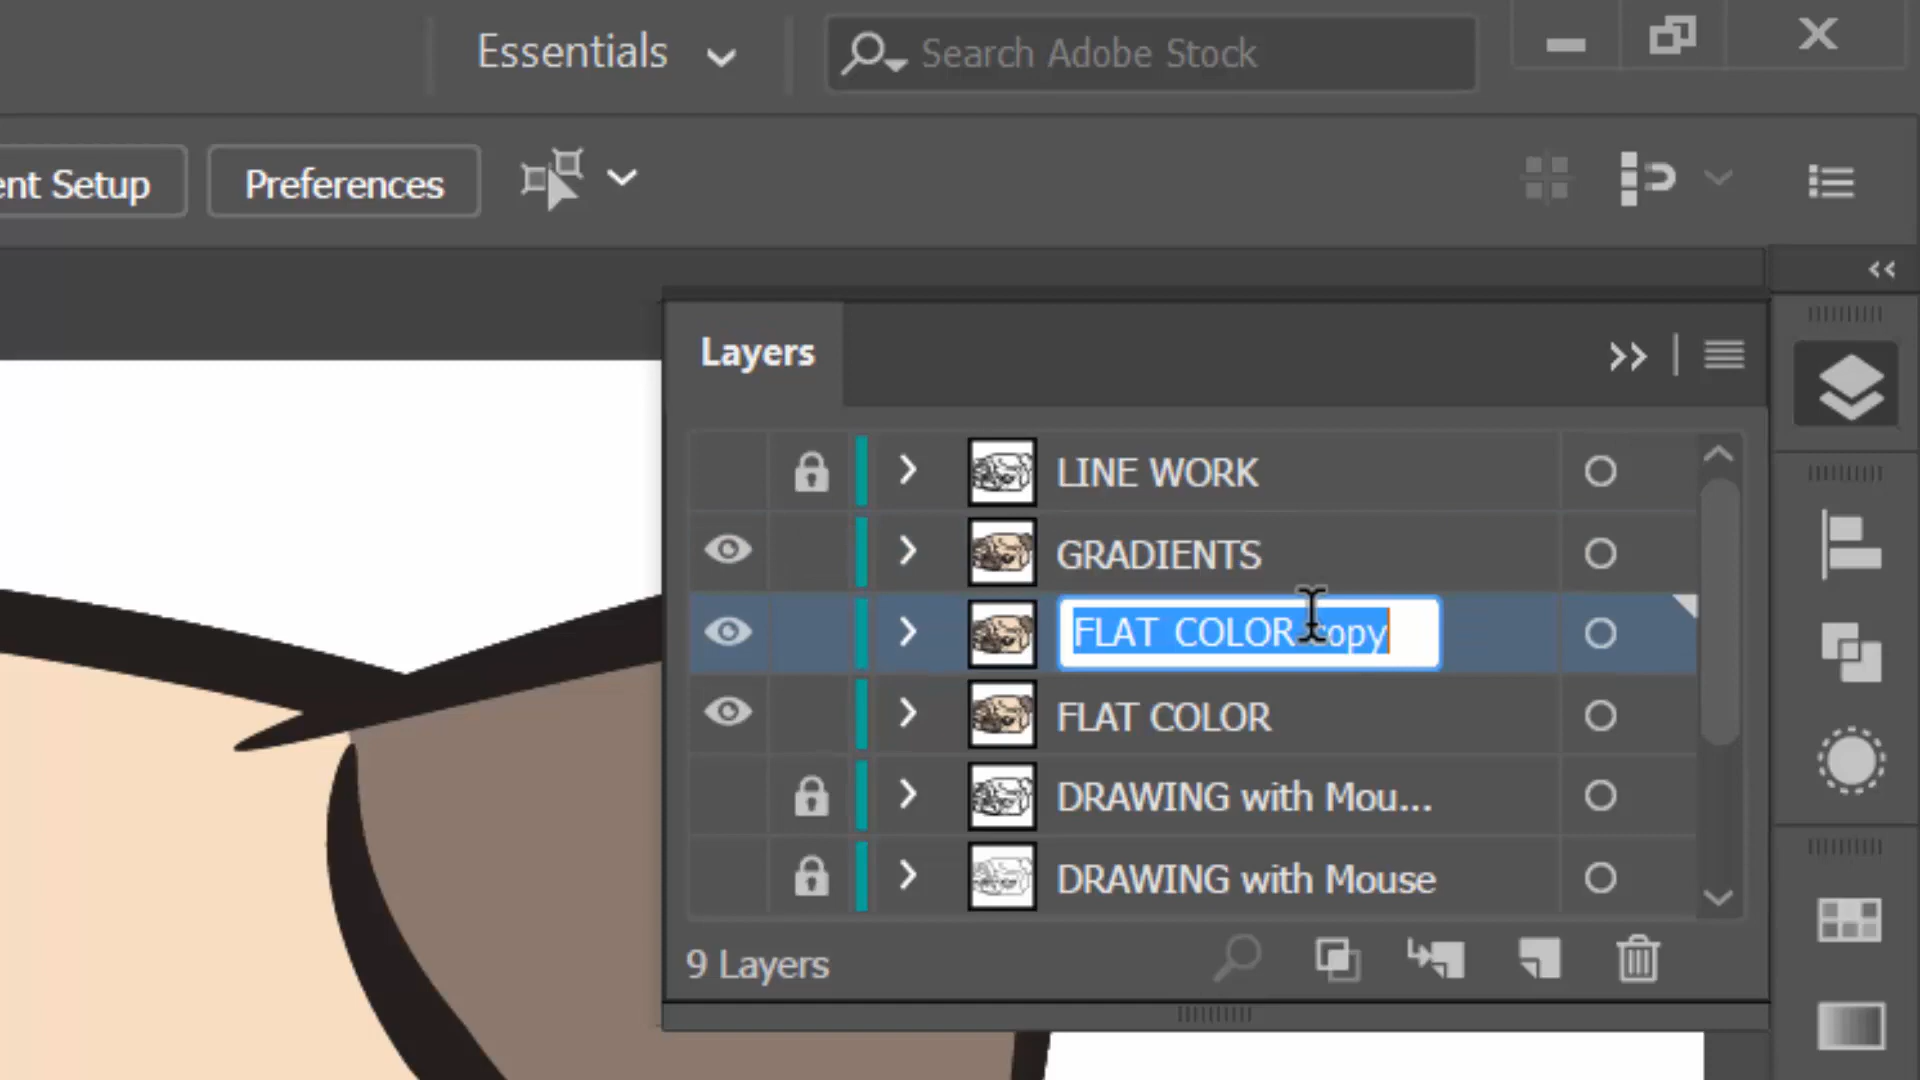 Essentials
Search Adobe Stock
ent Setup
Preferences
Layers
LINE WORK
GRADIENTS
FLAT COLOR copy
FLAT COLOR
DRAWING with Mou...
DRAWING with Mouse
9 Layers